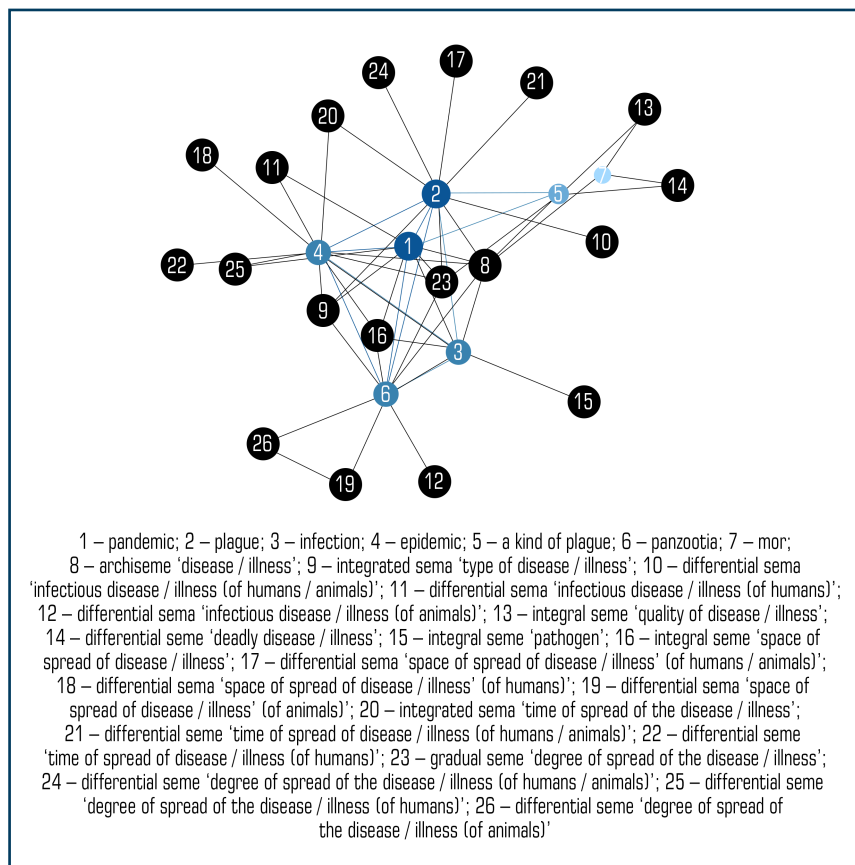 17
24
21
13
20
18
11
7
14
5
2
10
1
4
22
25
8
23
9
16
3
6
15
26
19
12
1 – pandemic; 2 – plague; 3 – infection; 4 – epidemic; 5 – a kind of plague; 6 – panzootia; 7 – mor;
8 – archiseme ‘disease / illness’; 9 – integrated sema ‘type of disease / illness’; 10 – differential sema
‘infectious disease / illness (of humans / animals)’; 11 – differential sema ‘infectious disease / illness (of humans)’;
12 – differential sema ‘infectious disease / illness (of animals)’; 13 – integral seme ‘quality of disease / illness’;
14 – differential seme ‘deadly disease / illness’; 15 – integral seme ‘pathogen’; 16 – integral seme ‘space of
spread of disease / illness’; 17 – differential sema ‘space of spread of disease / illness’ (of humans / animals)’;
18 – differential sema ‘space of spread of disease / illness’ (of humans)’; 19 – differential sema ‘space of
spread of disease / illness’ (of animals)’; 20 – integrated sema ‘time of spread of the disease / illness’;
21 – differential seme ‘time of spread of disease / illness (of humans / animals)’; 22 – differential seme
‘time of spread of disease / illness (of humans)’; 23 – gradual seme ‘degree of spread of the disease / illness’;
24 – differential seme ‘degree of spread of the disease / illness (of humans / animals)’; 25 – differential seme
‘degree of spread of the disease / illness (of humans)’; 26 – differential seme ‘degree of spread of
the disease / illness (of animals)’